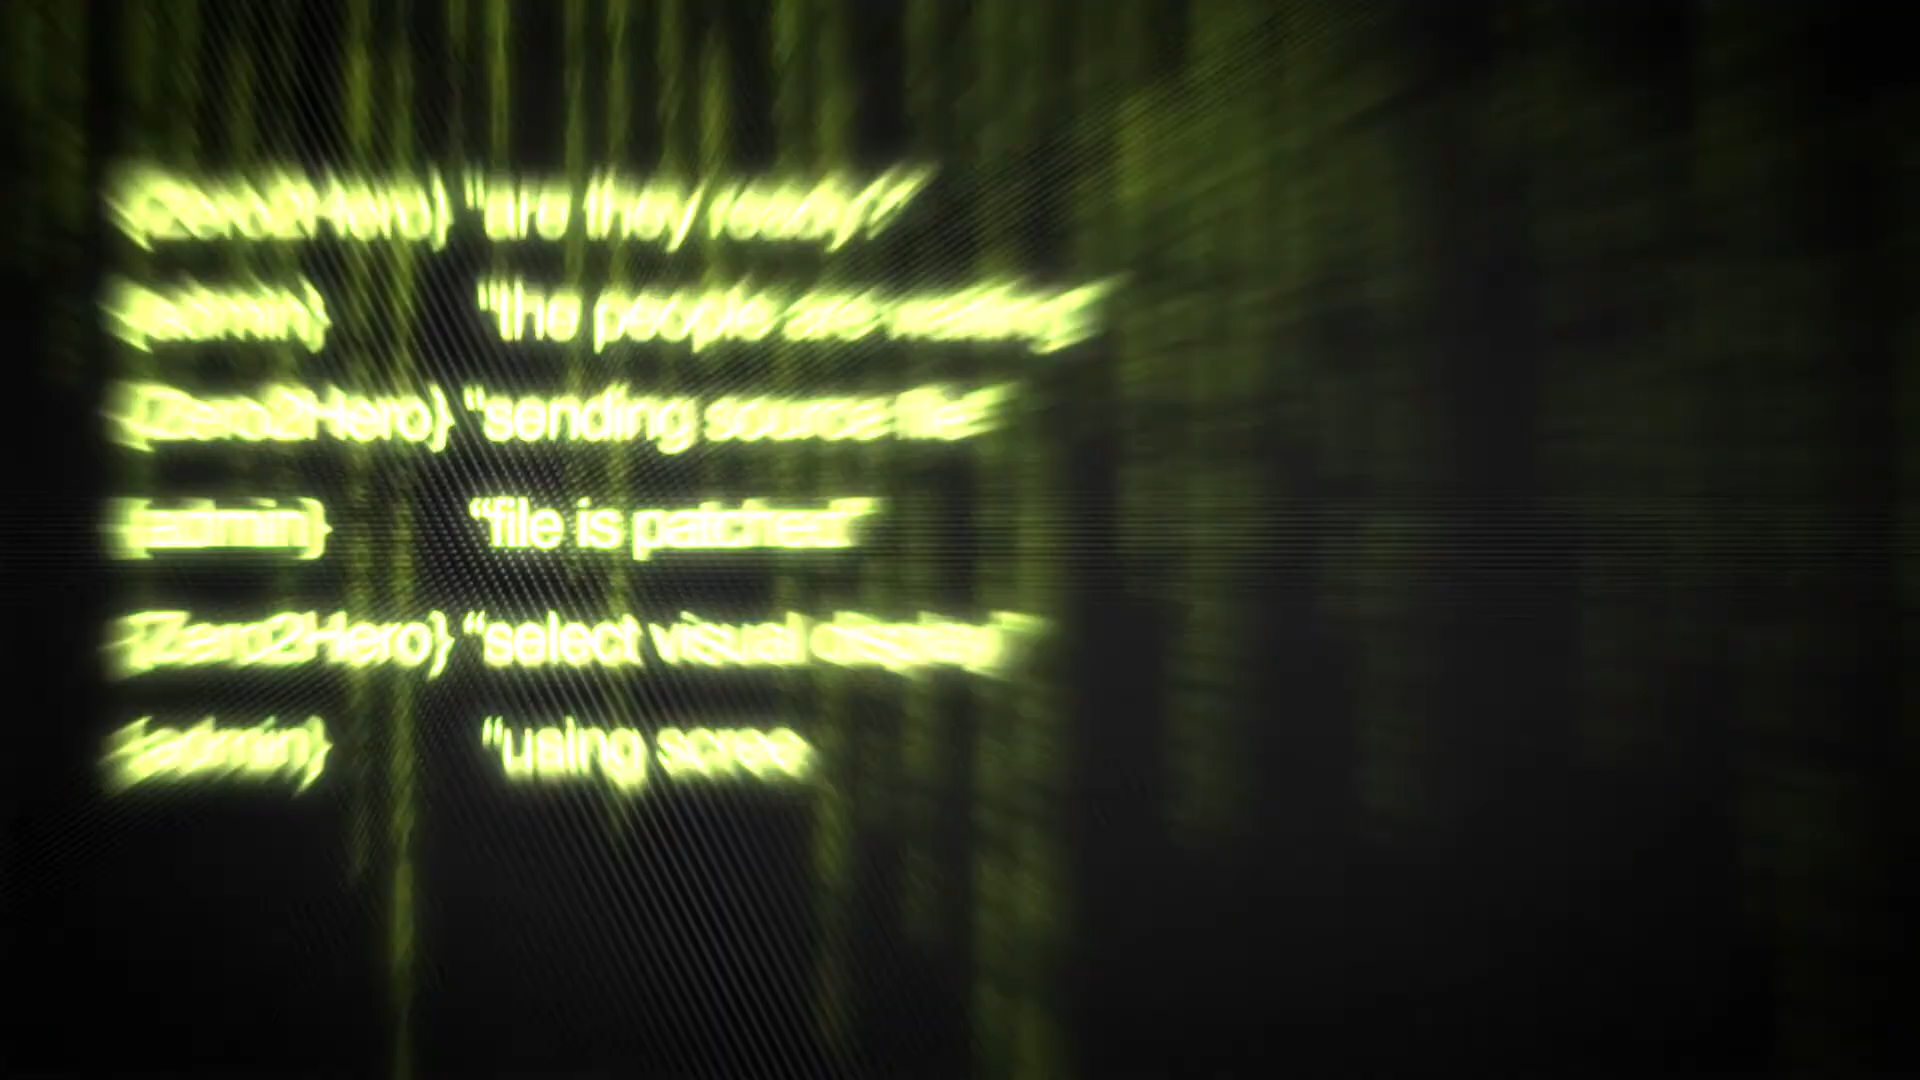 {Zero2Hero} “are they ready?”
{admin} “the people are waiting”
{Zero2Hero} “sending source file”
{admin} “file is patched”
{Zero2Hero} “select visual display”
{admin} “using scree